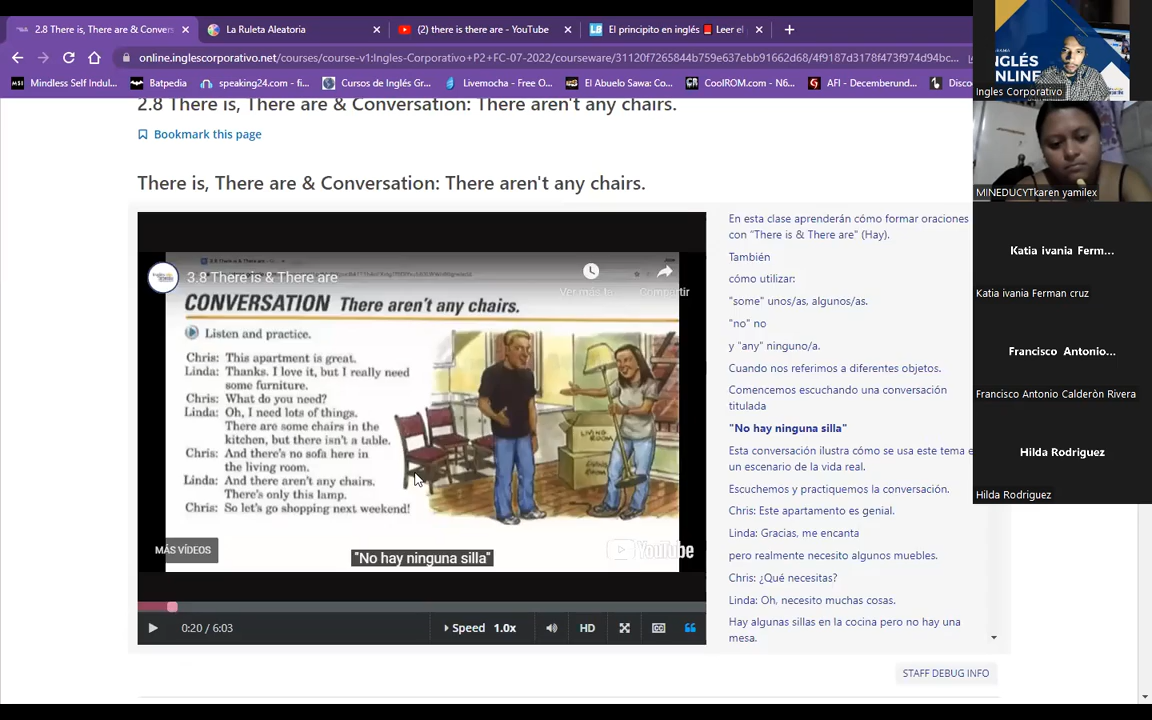 2.8 There is, There are & Convers
La Ruleta Aleatoria
(2) there is there are - YouTube
El principito en inglés
Leer el
online.inglescorporativo.net/courses/course-v1:Ingles-Corporativo+P2+FC-07-2022/courseware/31120f7265844b759e637ebb91662d68/4f9187d3178f473f974d94bc...
Mindless Self Indul...
Batpedia
speaking24.com - fi...
Cursos de Inglés Gr...
Livemocha - Free O...
El Abuelo Sawa: Co...
CoolROM.com - N6...
AFI - Decemberund...
Disco
2.8 There is, There are & Conversation: There aren't any chairs.
Bookmark this page
There is, There are & Conversation: There aren't any chairs.
3.8 There is & There are
Ver más ta
Compartir
CONVERSATION There aren't any chairs.
Listen and practice.
Chris: This apartment is great.
Linda: Thanks. I love it, but I really need
some furniture.
Chris: What do you need?
Linda: Oh, I need lots of things.
There are some chairs in the
kitchen, but there isn't a table.
Chris: And there's no sofa here in
the living room.
Linda: And there aren't any chairs.
There's only this lamp.
Chris: So let's go shopping next weekend!
LIVING
ROOM
MÁS VÍDEOS
"No hay ninguna silla"
YouTube
0:20 / 6:03
Speed 1.0x
HD
En esta clase aprenderán cómo formar oraciones
con "There is & There are" (Hay).
También
cómo utilizar:
"some" unos/as, algunos/as.
"no" no
y "any" ninguno/a.
Cuando nos referimos a diferentes objetos.
Comencemos escuchando una conversación
titulada
"No hay ninguna silla"
Esta conversación ilustra cómo se usa este tema e
un escenario de la vida real.
Escuchemos y practiquemos la conversación.
Chris: Este apartamento es genial.
Linda: Gracias, me encanta
pero realmente necesito algunos muebles.
Chris: ¿Qué necesitas?
Linda: Oh, necesito muchas cosas.
Hay algunas sillas en la cocina pero no hay una
mesa.
STAFF DEBUG INFO
INGLÉS
ONLINE
Ingles Corporativo
MINEDUCYTkaren yamilex
Katia ivania Ferm...
Katia ivania Ferman cruz
Francisco Antonio...
Francisco Antonio Calderòn Rivera
Hilda Rodriguez
Hilda Rodriguez